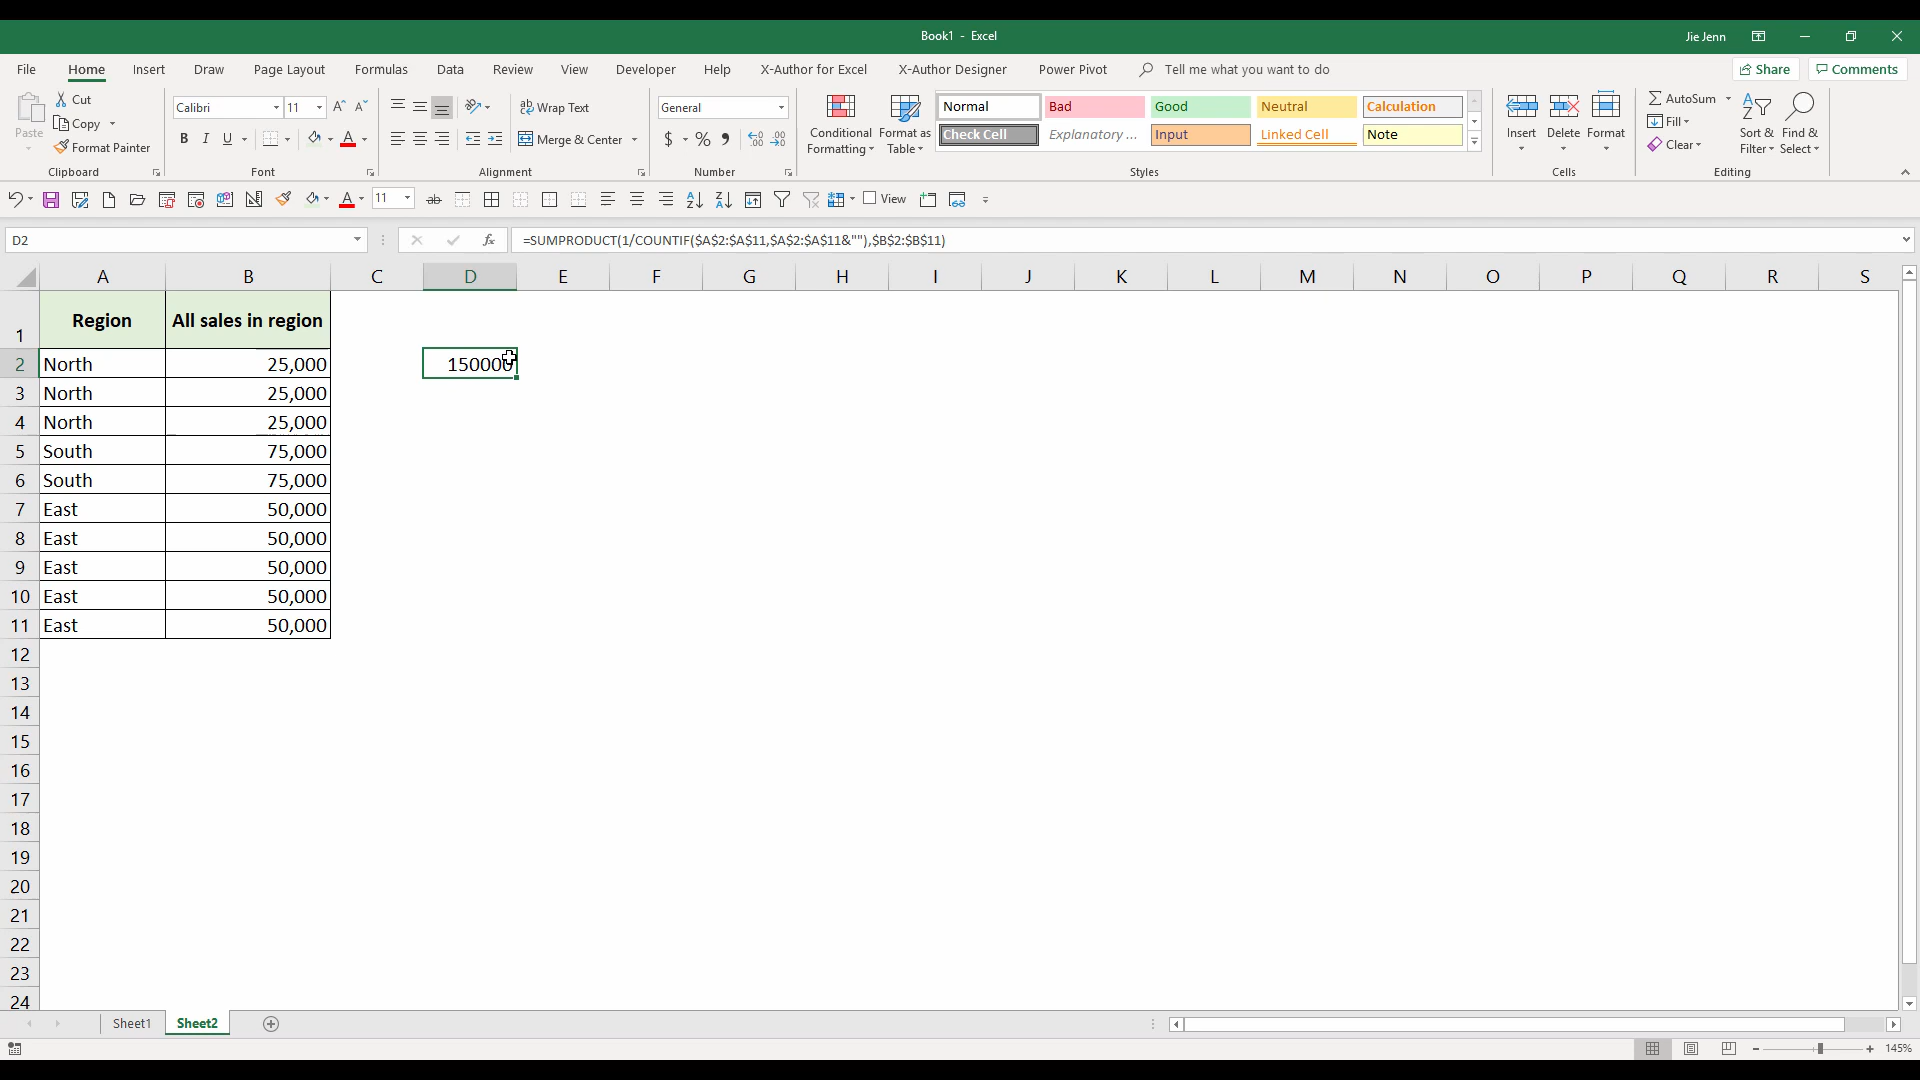 Book1 - Excel
Jie Jenn
File Home Insert Draw Page Layout Formulas Data Review View Developer Help X-Author for Excel X-Author Designer Power Pivot Tell me what you want to do Share Comments
Paste
Cut
Copy
Format Painter
Clipboard
Calibri 11
B I U
Font
Wrap Text
Merge & Center
Alignment
General
$ % ,
Number
Conditional Formatting
Format as Table
Normal Bad Good Neutral Calculation
Check Cell Explanatory ... Input Linked Cell Note
Styles
Insert Delete Format
Cells
AutoSum
Fill
Clear
Sort & Filter
Find & Select
Editing
11 View
D2 fx =SUMPRODUCT(1/COUNTIF($A$2:$A$11,$A$2:$A$11&""),$B$2:$B$11)
A B C D E F G H I J K L M N O P Q R S
1 Region All sales in region
2 North 25,000 150000
3 North 25,000
4 North 25,000
5 South 75,000
6 South 75,000
7 East 50,000
8 East 50,000
9 East 50,000
10 East 50,000
11 East 50,000
12
13
14
15
16
17
18
19
20
21
22
23
24
Sheet1 Sheet2
145%